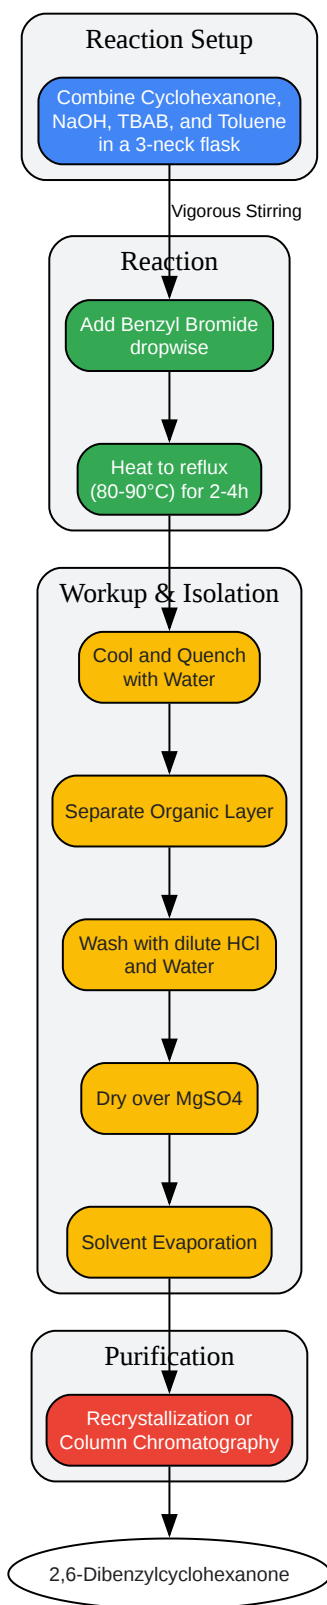 Reaction Setup
Combine Cyclohexanone,
NaOH, TBAB, and Toluene
in a 3-neck flask
Vigorous Stirring
Reaction
Add Benzyl Bromide
dropwise
Heat to reflux
(80-90°C) for 2-4h
Workup & Isolation
Cool and Quench
with Water
Separate Organic Layer
Wash with dilute HCl
and Water
Dry over MgSO4
Solvent Evaporation
Purification
Recrystallization or
Column Chromatography
2,6-Dibenzylcyclohexanone